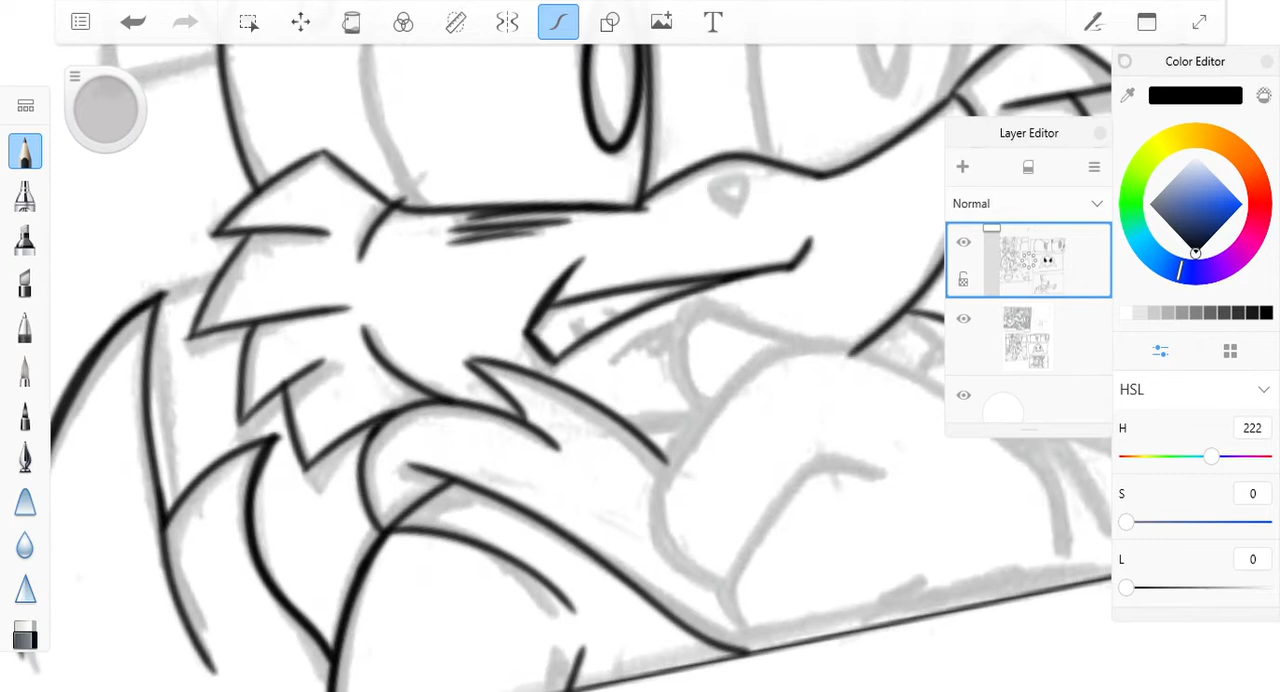 T
Color Editor
Layer Editor
Normal
HSL
H 222
S 0
L 0